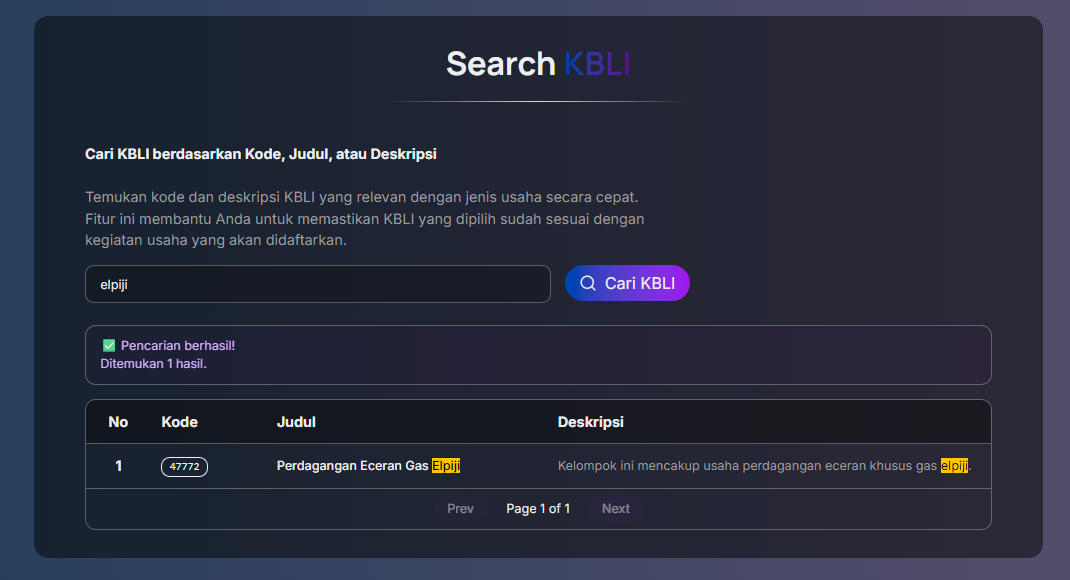 Search KBLI
Cari KBLI berdasarkan Kode, Judul, atau Deskripsi
Temukan kode dan deskripsi KBLI yang relevan dengan jenis usaha secara cepat.
Fitur ini membantu Anda untuk memastikan KBLI yang dipilih sudah sesuai dengan
kegiatan usaha yang akan didaftarkan.
elpiji Cari KBLI
✅ Pencarian berhasil!
Ditemukan 1 hasil.
No Kode Judul Deskripsi
1 47772 Perdagangan Eceran Gas Elpiji Kelompok ini mencakup usaha perdagangan eceran khusus gas elpiji.
Prev Page 1 of 1 Next